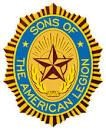 SONS OF
THE AMERICAN LEGION